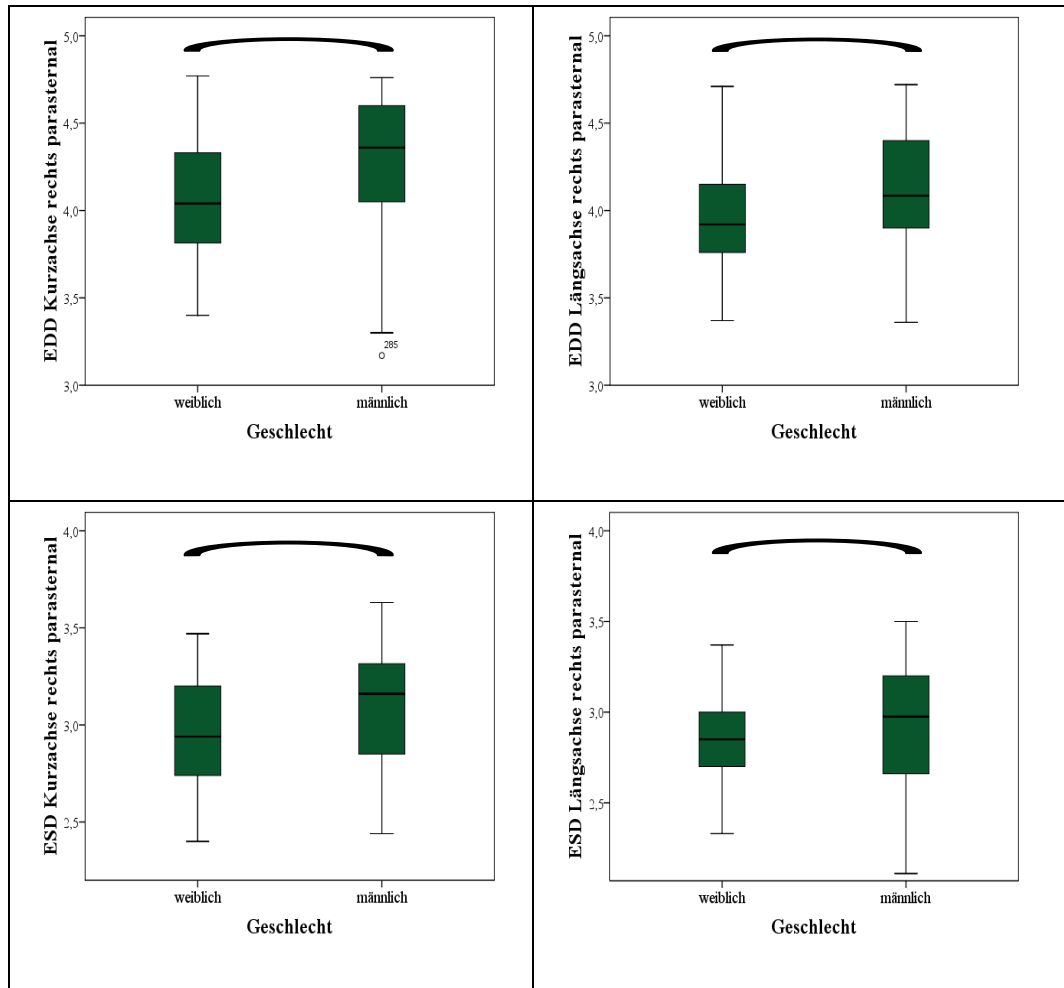 EDD Kurzachse rechts parasternal
5,0
4,5
4,0
3,5
3,0
285
weiblich männlich
Geschlecht
EDD Längsachse rechts parasternal
5,0
4,5
4,0
3,5
3,0
weiblich männlich
Geschlecht
ESD Kurzachse rechts parasternal
4,0
3,5
3,0
2,5
weiblich männlich
Geschlecht
ESD Längsachse rechts parasternal
4,0
3,5
3,0
2,5
weiblich männlich
Geschlecht